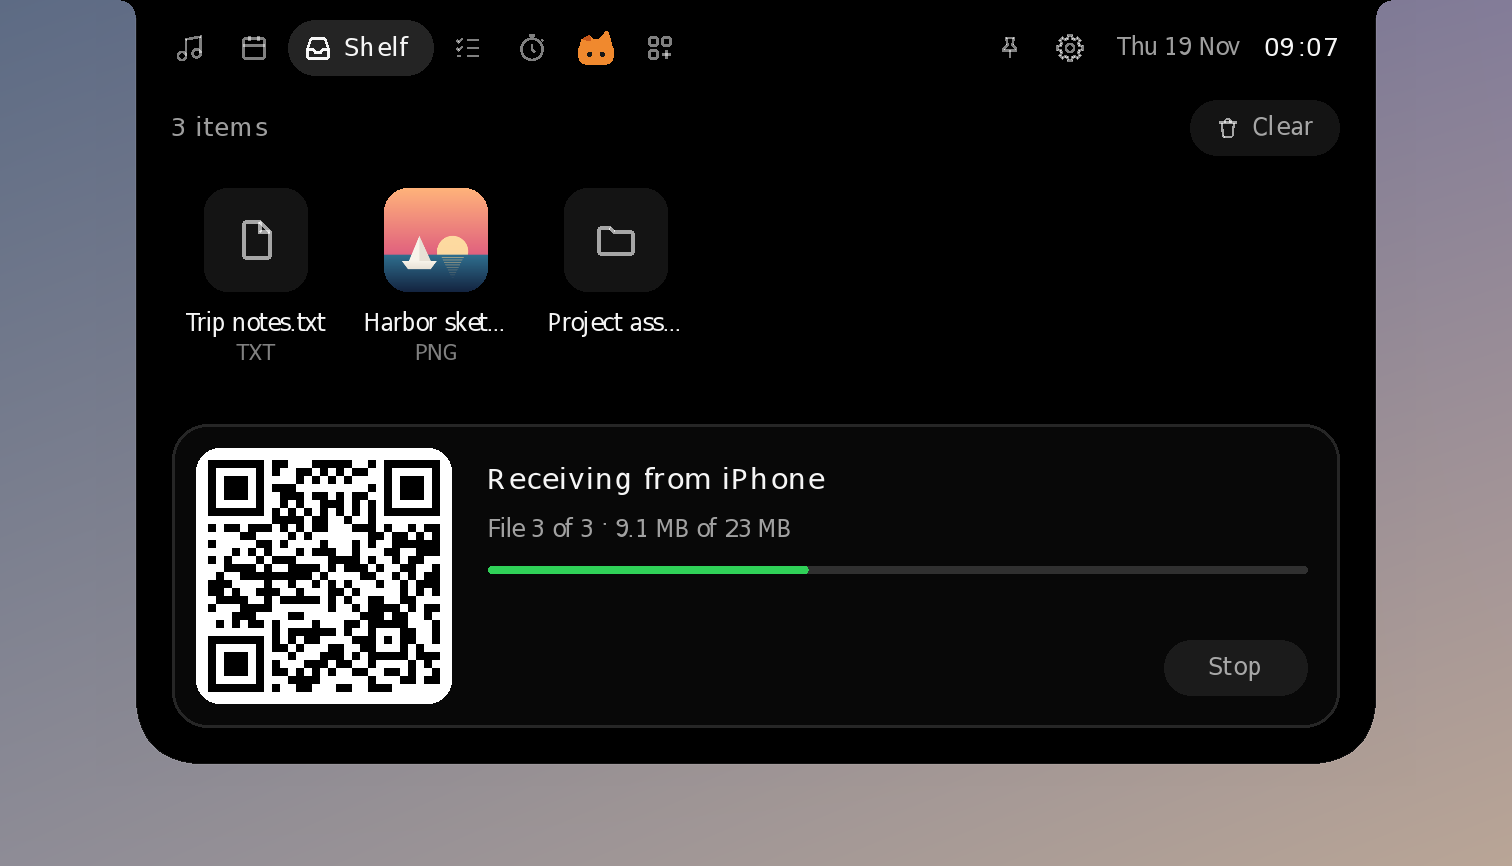 Shelf
Thu 19 Nov 09:07
3 items
Clear
Trip notes.txt
TXT
Harbor sket...
PNG
Project ass...
Receiving from iPhone
File 3 of 3 · 9.1 MB of 23 MB
Stop